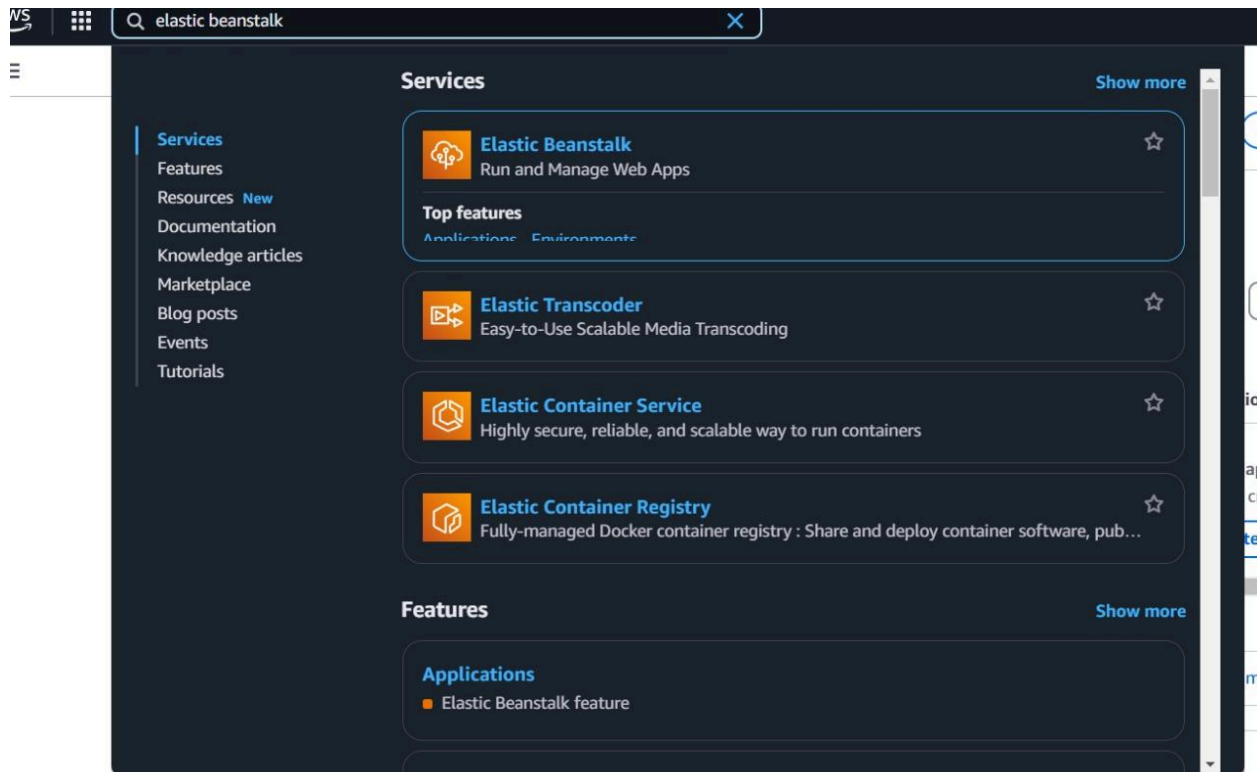 elastic beanstalk
Services
Show more
Services
Features
Resources New
Documentation
Knowledge articles
Marketplace
Blog posts
Events
Tutorials
Elastic Beanstalk
Run and Manage Web Apps
Top features
Applications Environments
Elastic Transcoder
Easy-to-Use Scalable Media Transcoding
Elastic Container Service
Highly secure, reliable, and scalable way to run containers
Elastic Container Registry
Fully-managed Docker container registry : Share and deploy container software, pub...
Features
Show more
Applications
Elastic Beanstalk feature